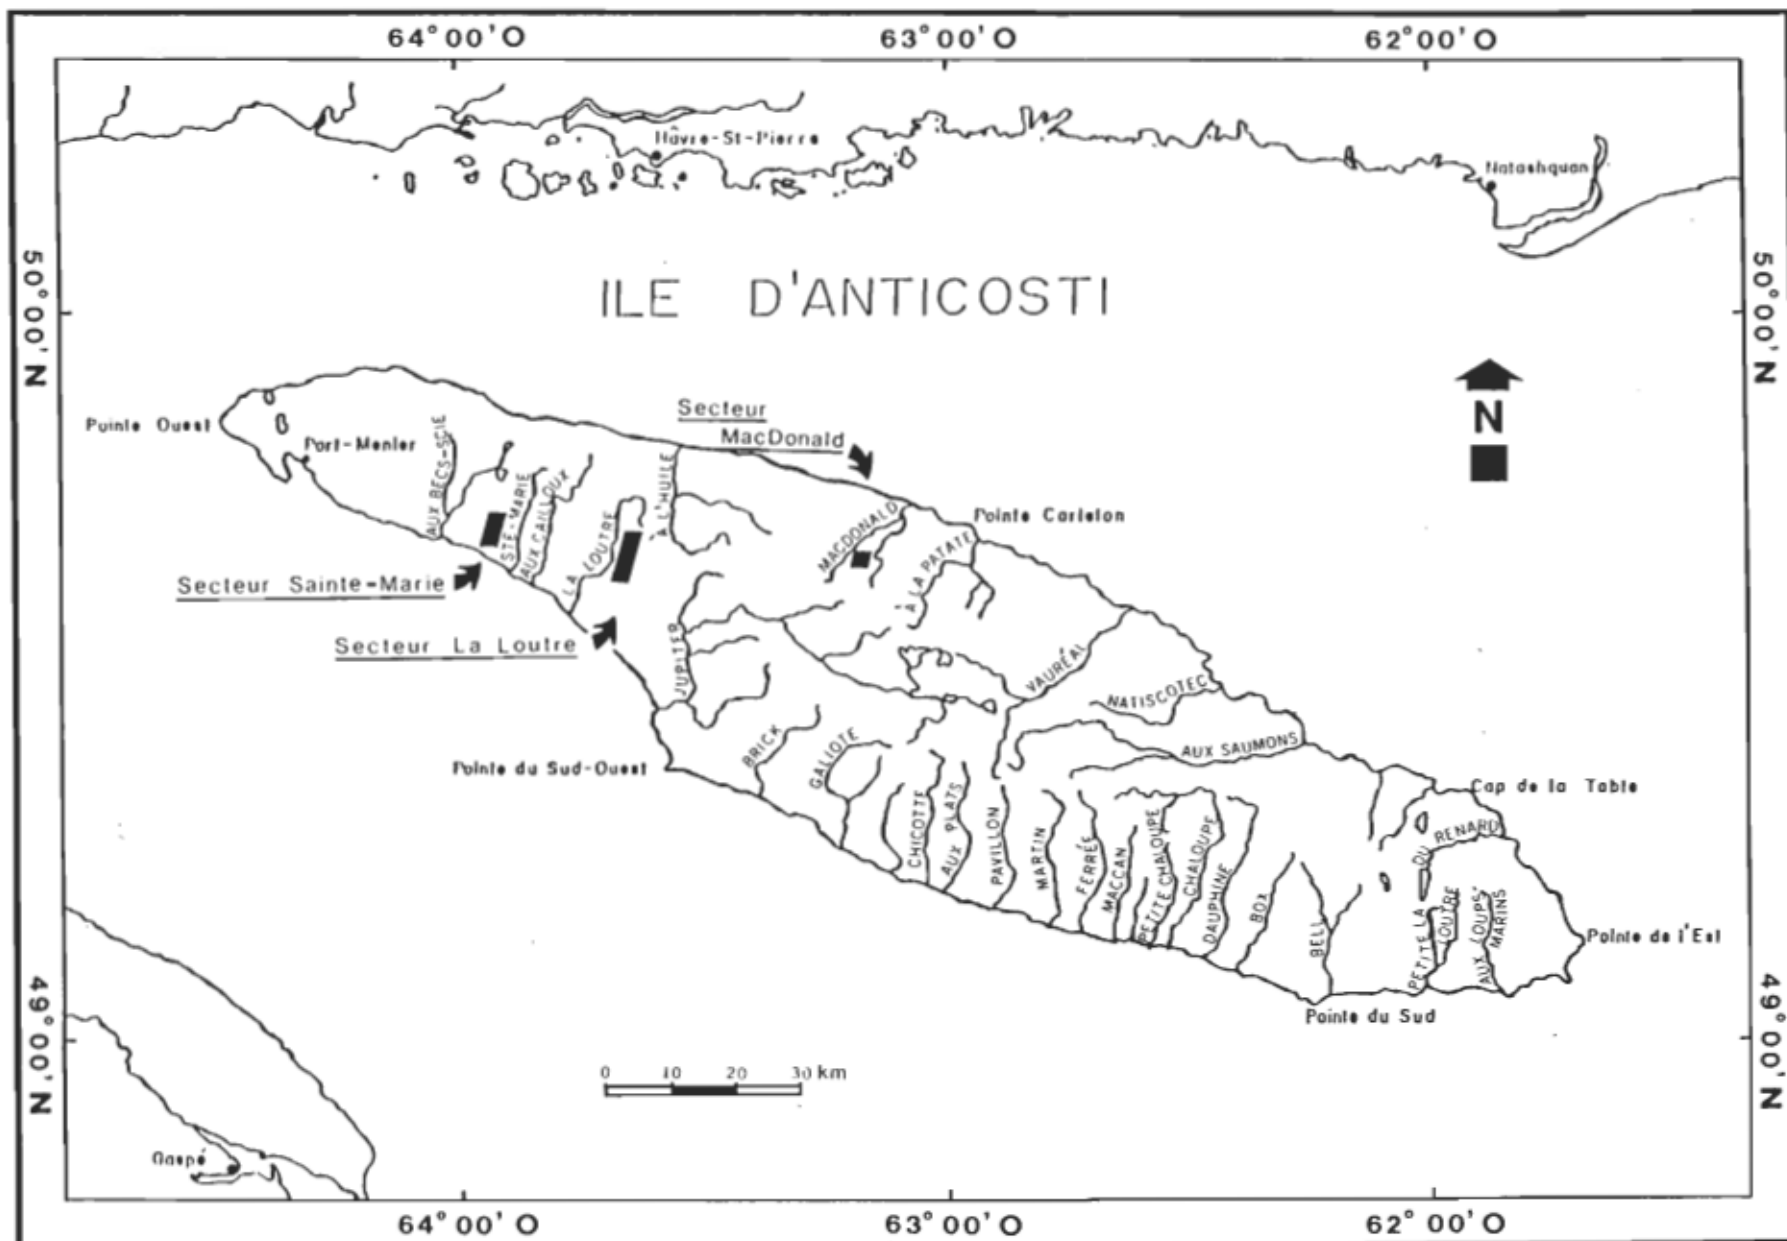 64°00'O 63°00'O 62°00'O
Hâvre-St-Pierre
Natashquan
50°00'N
50°00'N
ILE D'ANTICOSTI
N
Pointe Ouest
Port-Menier
Secteur
MacDonald
Pointe Carleton
AUX BECS-SCIE
STE-MARIE
AUX CAILLOUX
LA LOUTRE
À L'HUILE
MACDONALD
À LA PATATE
Secteur Sainte-Marie
Secteur La Loutre
JUPITER
VAURÉAL
NATISCOTEC
AUX SAUMONS
BRICK
GALIOTE
Pointe du Sud-Ouest
Cap de la Table
CHICOTTE
AUX PLATS
PAVILLON
MARTIN
FERRÉE
MACCAN
PETITE CHALOUPE
CHALOUPE
DAUPHINE
BOX
BELL
DU RENARD
PETITE LA
LOUTRE
AUX LOUPS
MARINS
Pointe de l'Est
Pointe du Sud
49°00'N
49°00'N
0 10 20 30 km
Gaspé
64°00'O 63°00'O 62°00'O